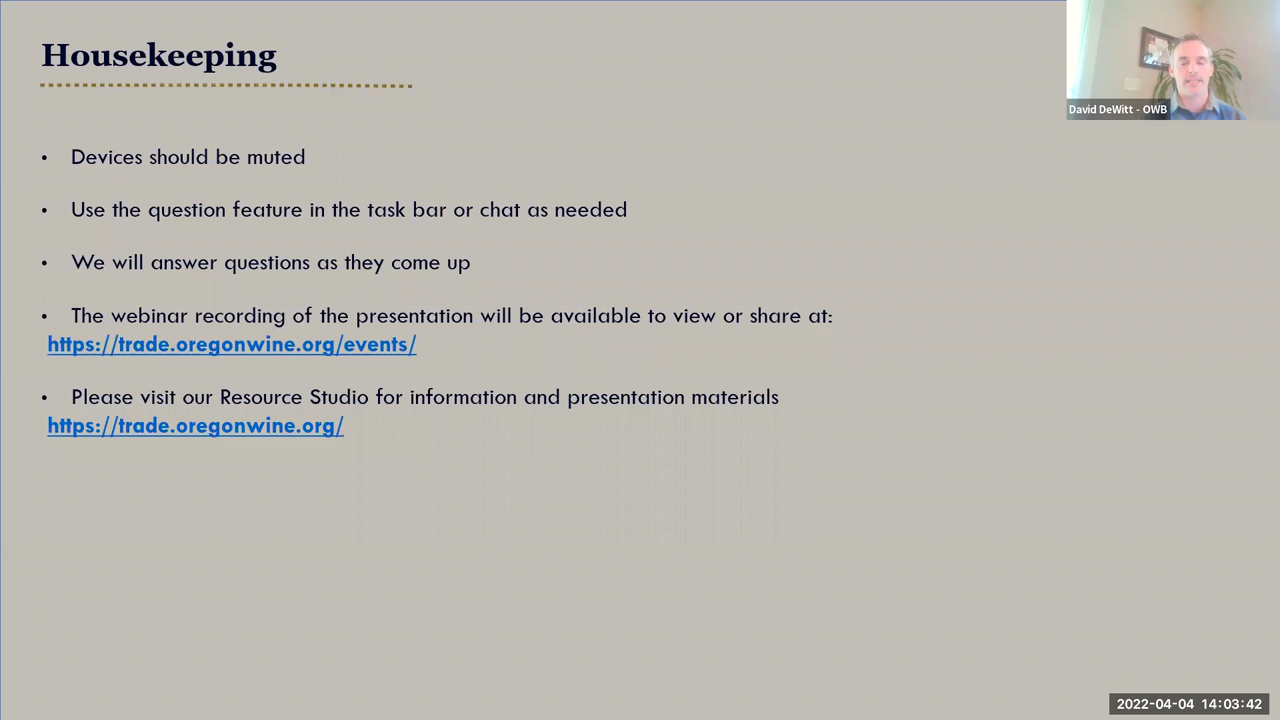 Housekeeping
David DeWitt - OWB
• Devices should be muted
• Use the question feature in the task bar or chat as needed
• We will answer questions as they come up
• The webinar recording of the presentation will be available to view or share at:
https://trade.oregonwine.org/events/
• Please visit our Resource Studio for information and presentation materials
https://trade.oregonwine.org/
2022-04-04 14:03:42